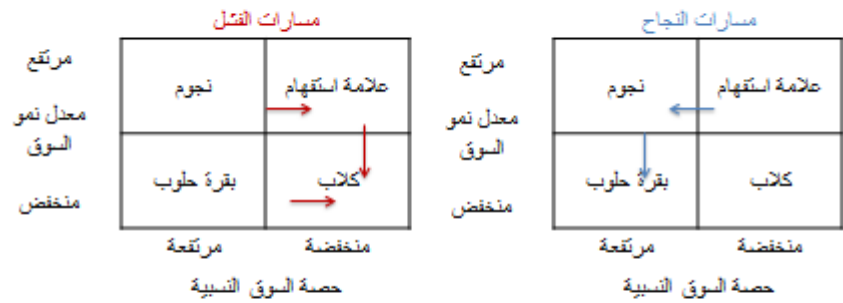 مسارات النجاح
مرتفع
معدل نمو
السوق
منخفض
علامة استفهام
نجوم
كلاب
بقرة حلوب
منخفضة
مرتفعة
حصة السوق النسبية
مسارات الفشل
مرتفع
معدل نمو
السوق
منخفض
علامة استفهام
نجوم
كلاب
بقرة حلوب
منخفضة
مرتفعة
حصة السوق النسبية